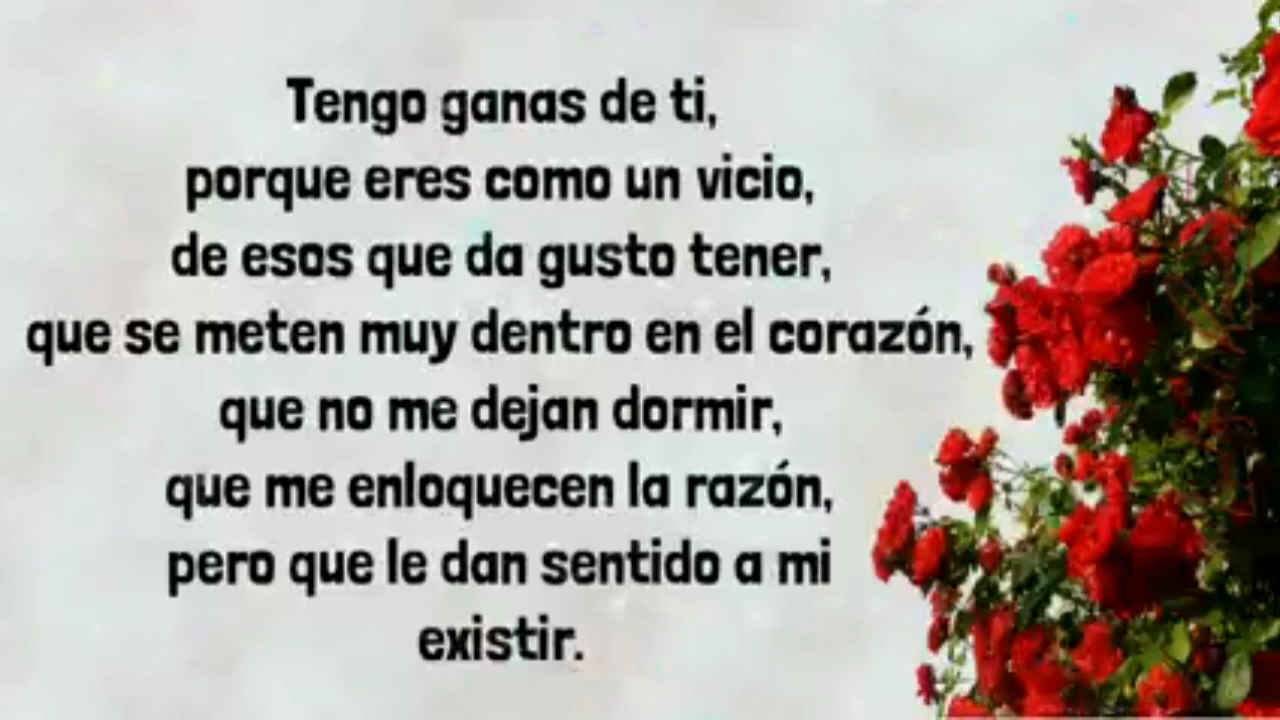 Tengo ganas de ti,
porque eres como un vicio,
de esos que da gusto tener,
que se meten muy dentro en el corazón,
que no me dejan dormir,
que me enloquecen la razón,
pero que le dan sentido a mi
existir.